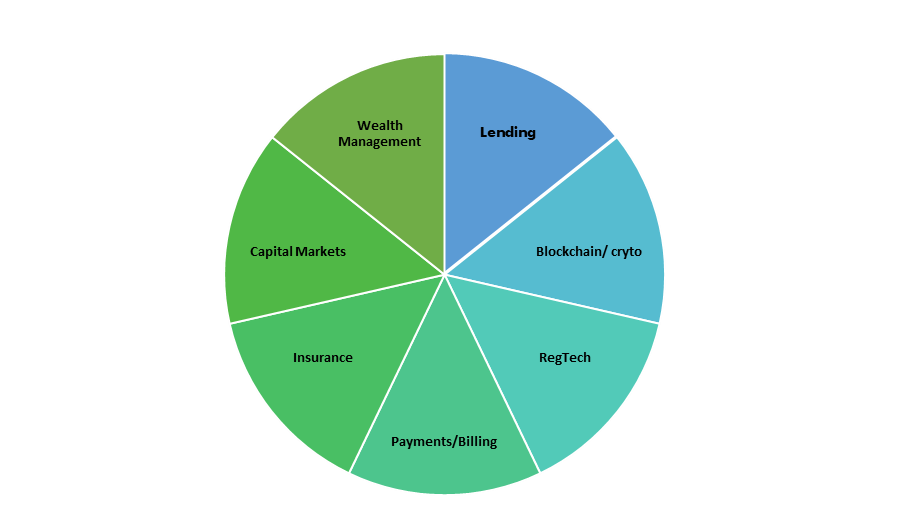 Wealth
Management
Lending
Capital Markets
Blockchain/ cryto
Insurance
RegTech
Payments/Billing